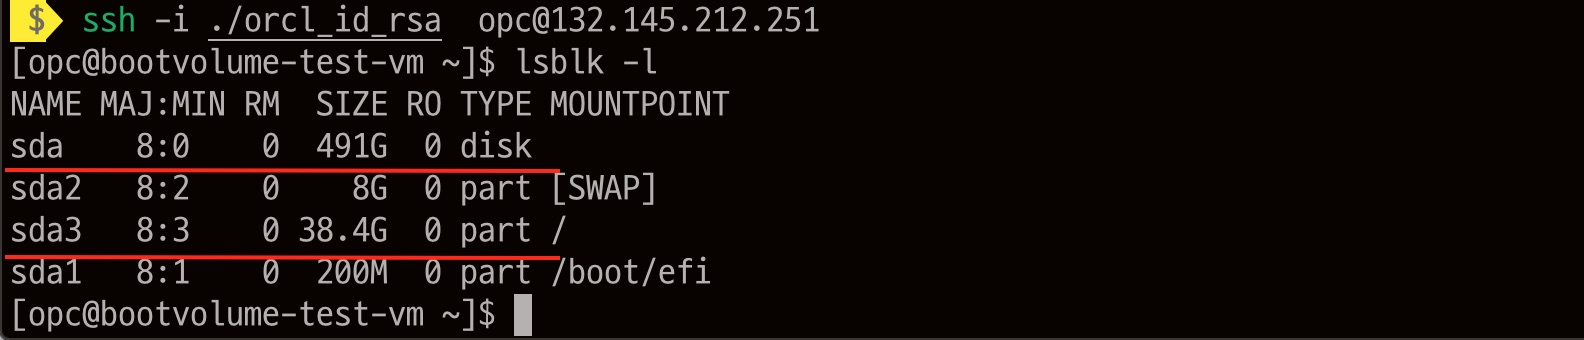 $ ssh -i ./orcl_id_rsa  opc@132.145.212.251
[opc@bootvolume-test-vm ~]$ lsblk -l
NAME MAJ:MIN RM  SIZE RO TYPE MOUNTPOINT
sda    8:0    0  491G  0 disk
sda2   8:2    0    8G  0 part [SWAP]
sda3   8:3    0 38.4G  0 part /
sda1   8:1    0  200M  0 part /boot/efi
[opc@bootvolume-test-vm ~]$